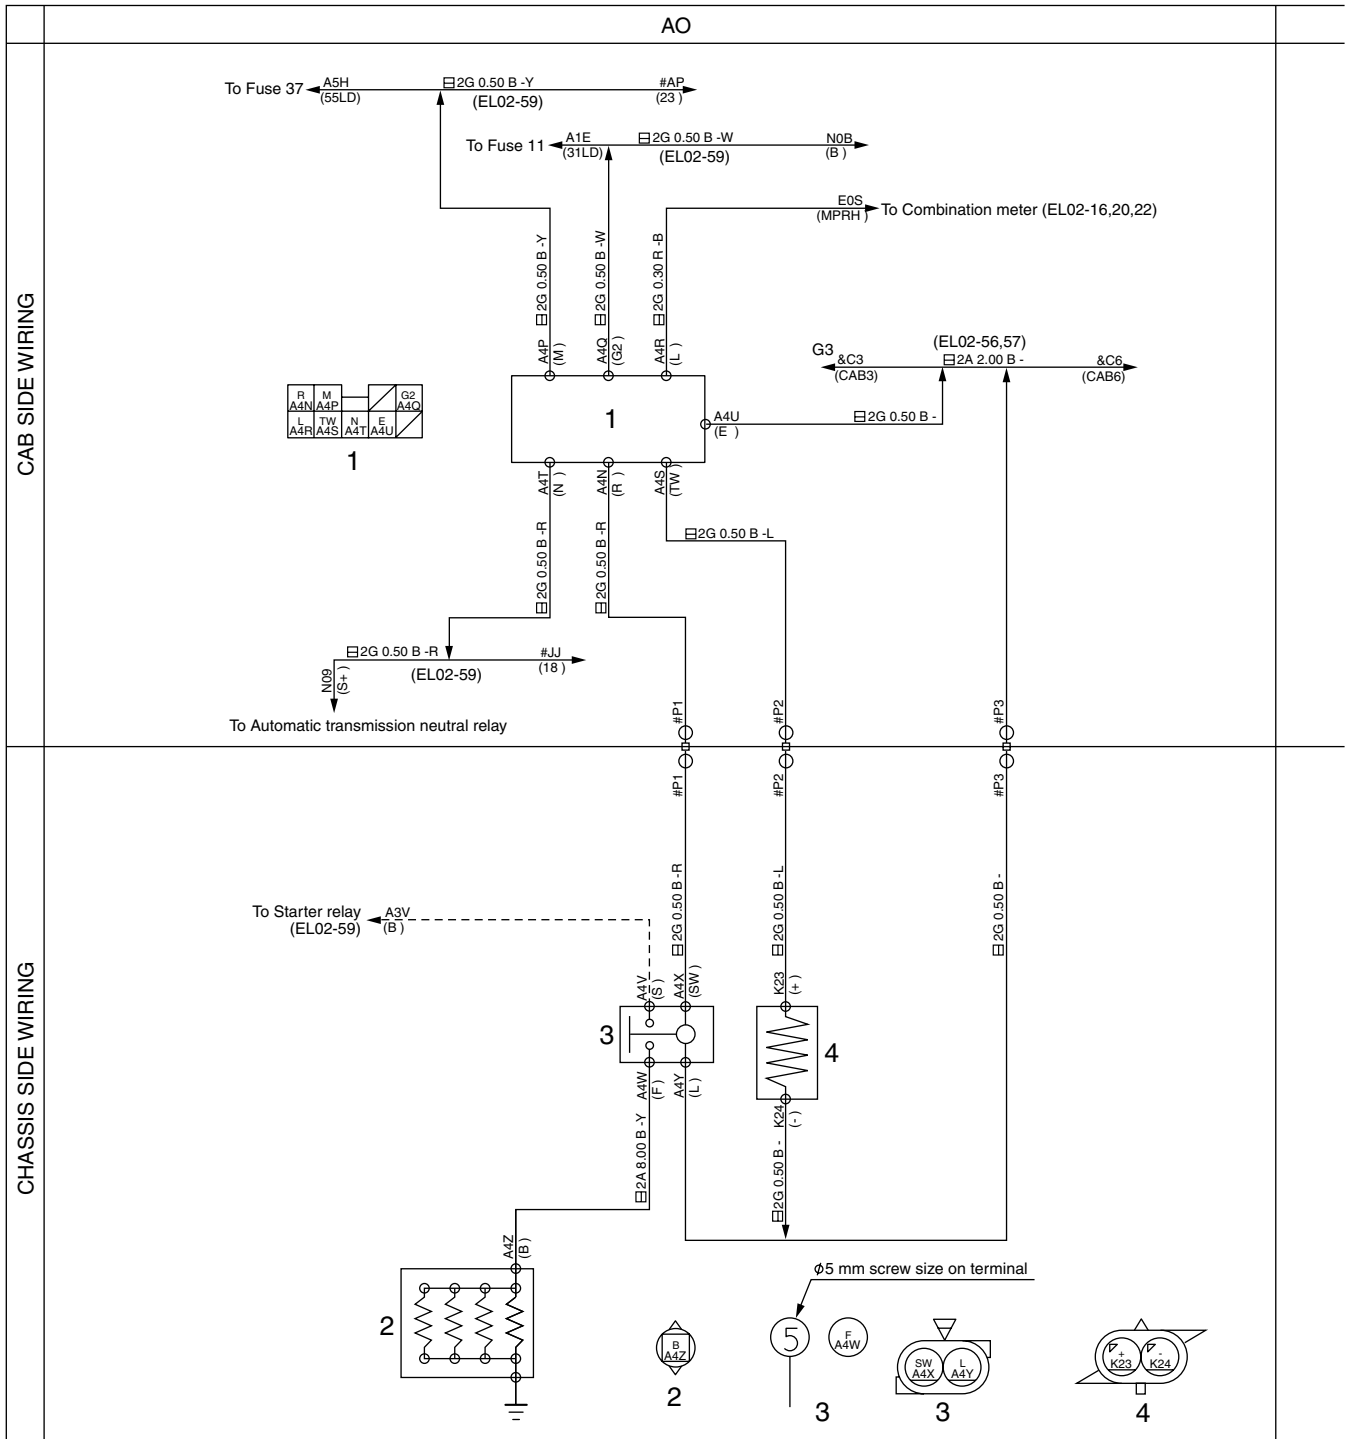 AO
CAB SIDE WIRING
To Fuse 37
A5H
(55LD)
2G 0.50 B -Y
(EL02-59)
#AP
(23 )
To Fuse 11
A1E
(31LD)
2G 0.50 B -W
(EL02-59)
N0B
(B )
E0S
(MPRH )
To Combination meter (EL02-16,20,22)
2G 0.50 B -Y
2G 0.50 B -W
2G 0.30 R -B
A4P
(M )
A4Q
(G2 )
A4R
(L )
G3
&C3
(CAB3)
(EL02-56,57)
2A 2.00 B -
&C6
(CAB6)
R
A4N
M
A4P
G2
A4Q
L
A4R
TW
A4S
N
A4T
E
A4U
1
1
A4U
(E )
2G 0.50 B -
A4T
(N )
A4N
(R )
A4S
(TW )
2G 0.50 B -R
2G 0.50 B -R
2G 0.50 B -L
2G 0.50 B -R
(EL02-59)
#JJ
(18 )
N09
(S+ )
To Automatic transmission neutral relay
#P1
#P2
#P3
CHASSIS SIDE WIRING
#P1
#P2
#P3
2G 0.50 B -R
2G 0.50 B -L
2G 0.50 B -
To Starter relay
(EL02-59)
A3V
(B )
A4V
(S )
A4X
(SW )
K23
(+ )
3
4
A4W
(F )
A4Y
(L )
K24
(- )
2A 8.00 B -Y
2G 0.50 B -
A4Z
(B )
2
ϕ5 mm screw size on terminal
B
A4Z
2
5
F
A4W
3
SW
A4X
L
A4Y
3
+
K23
-
K24
4